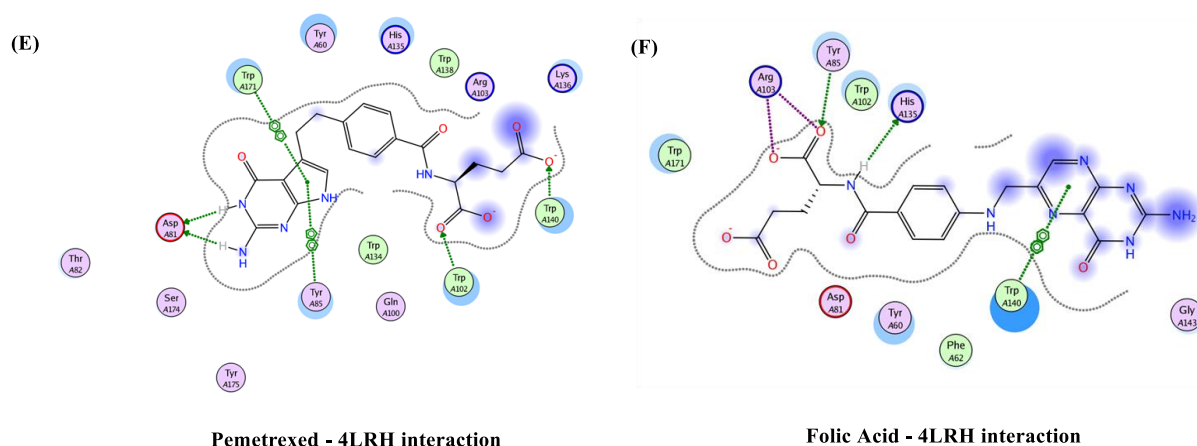 (E)
Tyr
A60
His
A135
Trp
A138
Trp
A171
Arg
A103
Lys
A136
O
O
O
O
O-
HN
NH
N
H
N
H
NH2
O
O-
Asp
A81
Trp
A140
Thr
A82
Trp
A134
Trp
A102
Ser
A174
Tyr
A85
Gln
A100
Tyr
A175
Pemetrexed - 4LRH interaction
(F)
Tyr
A85
Arg
A103
Trp
A102
His
A135
Trp
A171
O
O-
H
N
N
N
N
NH2
O-
O
O
N
H
N
NH
O
Asp
A81
Tyr
A60
Trp
A140
Phe
A62
Gly
A143
Folic Acid - 4LRH interaction